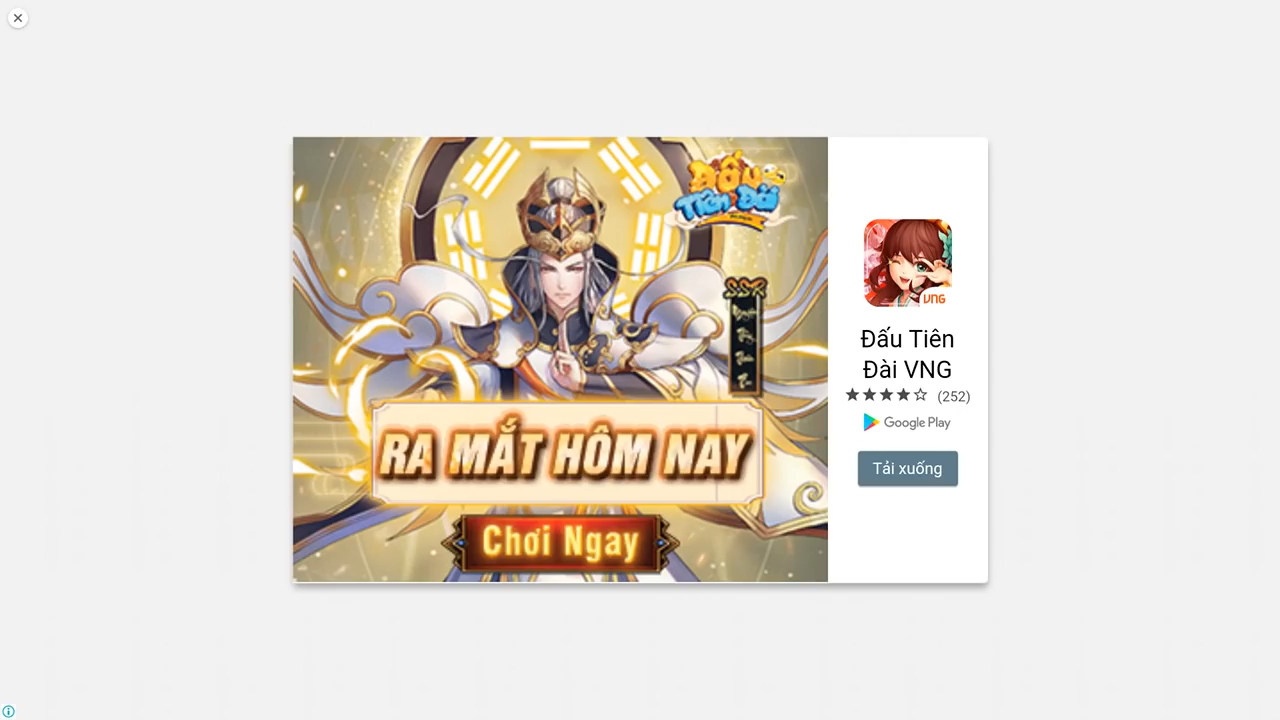 Đấu
Tiên Đài
SSR
RA MẮT HÔM NAY
Chơi Ngay
VNG
Đấu Tiên
Đài VNG
(252)
Google Play
Tải xuống